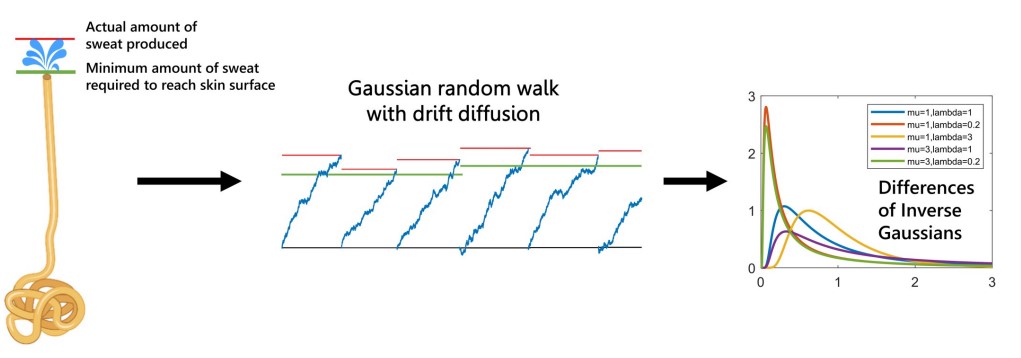 Actual amount of
sweat produced
Minimum amount of sweat
required to reach skin surface
Gaussian random walk
with drift diffusion
3
2
1
0
0
1
2
3
mu=1,lambda=1
mu=1,lambda=0.2
mu=1,lambda=3
mu=3,lambda=1
mu=3,lambda=0.2
Differences
of Inverse
Gaussians